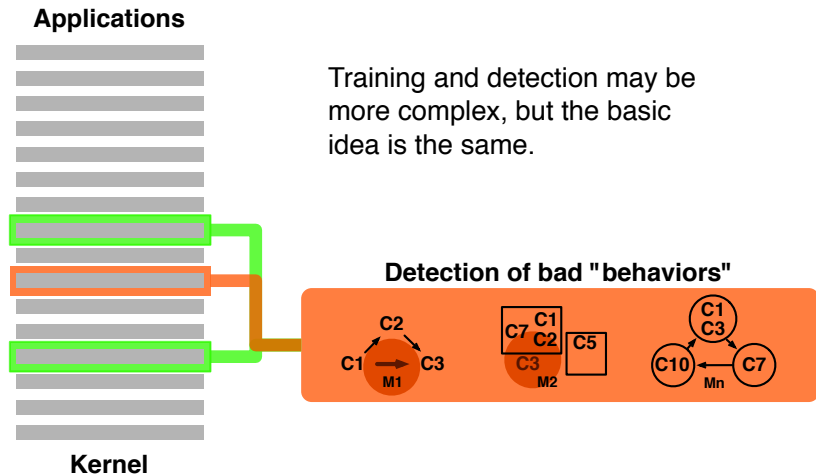 Applications
Training and detection may be
more complex, but the basic
idea is the same.
Detection of bad "behaviors"
C2
C1
C3
M1
C7
C1
C2
C5
C3
M2
C1
C3
C10
C7
Mn
Kernel